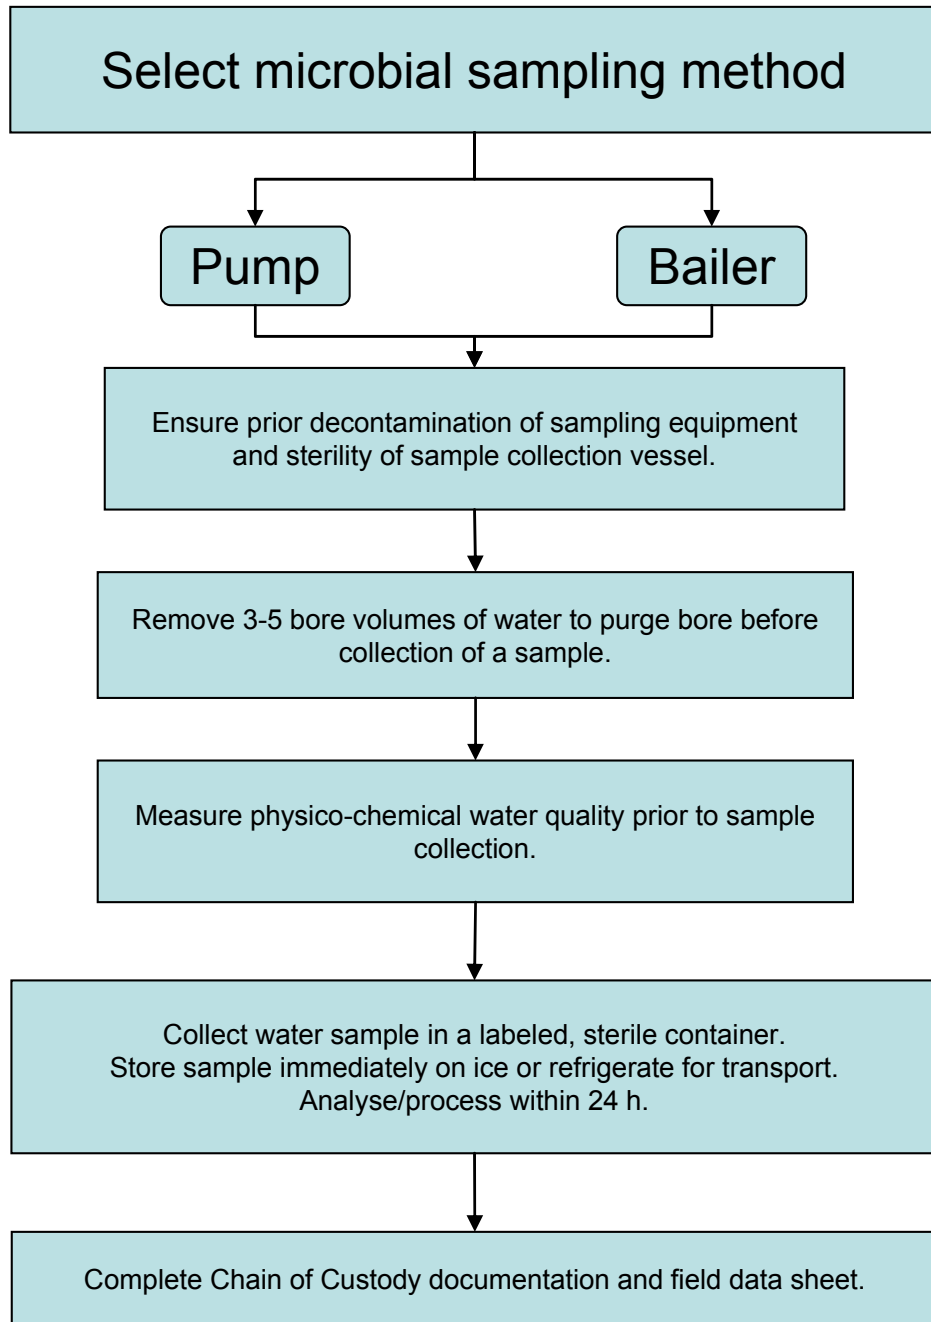 Select microbial sampling method
Pump
Bailer
Ensure prior decontamination of sampling equipment
and sterility of sample collection vessel.
Remove 3-5 bore volumes of water to purge bore before
collection of a sample.
Measure physico-chemical water quality prior to sample
collection.
Collect water sample in a labeled, sterile container.
Store sample immediately on ice or refrigerate for transport.
Analyse/process within 24 h.
Complete Chain of Custody documentation and field data sheet.